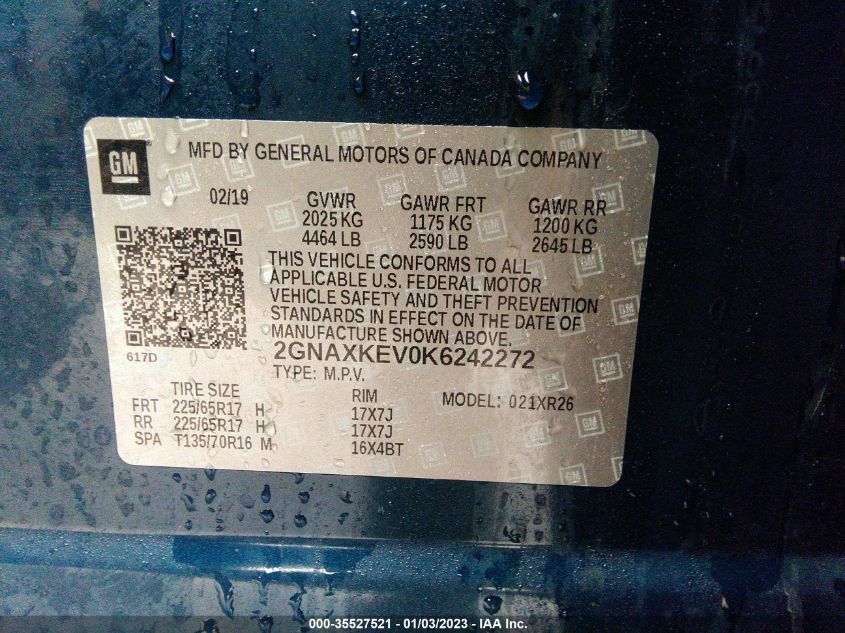 GM
MFD BY GENERAL MOTORS OF CANADA COMPANY
02/19
GVWR
2025 KG
4464 LB
GAWR FRT
1175 KG
2590 LB
GAWR RR
1200 KG
2645 LB
THIS VEHICLE CONFORMS TO ALL
APPLICABLE U.S. FEDERAL MOTOR
VEHICLE SAFETY AND THEFT PREVENTION
STANDARDS IN EFFECT ON THE DATE OF
MANUFACTURE SHOWN ABOVE.
617D
2GNAXKEV0K6242272
TYPE: M.P.V.
TIRE SIZE RIM MODEL: 021XR26
FRT 225/65R17 H 17X7J
RR 225/65R17 H 17X7J
SPA T135/70R16 M 16X4BT
000-35527521 - 01/03/2023 - IAA Inc.